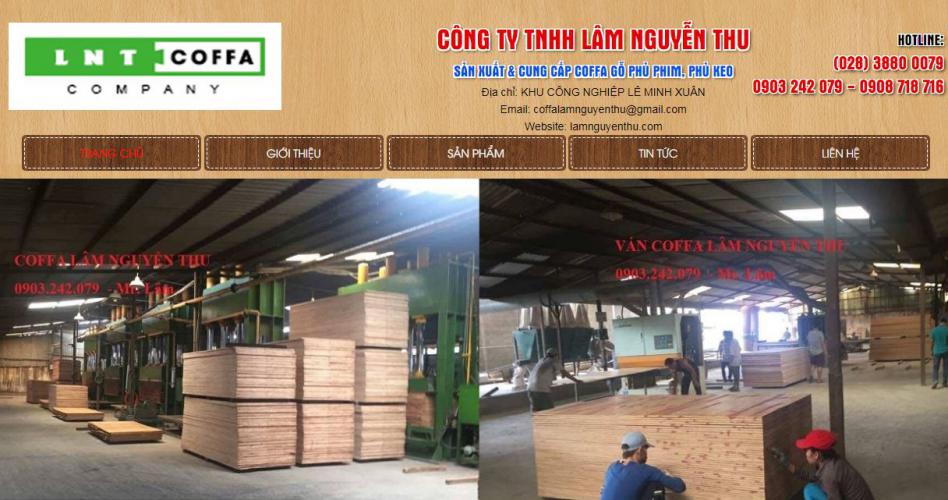 LNT COFFA
COMPANY
CÔNG TY TNHH LÂM NGUYỄN THU
SẢN XUẤT & CUNG CẤP COFFA GỖ PHỦ PHIM, PHỦ KEO
Địa chỉ: KHU CÔNG NGHIỆP LÊ MINH XUÂN
Email: coffalamnguyenthu@gmail.com
Website: lamnguyenthu.com
HOTLINE:
(028) 3880 0079
0903 242 079 - 0908 718 716
TRANG CHỦ
GIỚI THIỆU
SẢN PHẨM
TIN TỨC
LIÊN HỆ
COFFA LÂM NGUYÊN THU
0903.242.079 - Mr. Lâm
VÁN COFFA LÂM NGUYÊN THU
0903.242.079 - Mr. Lâm